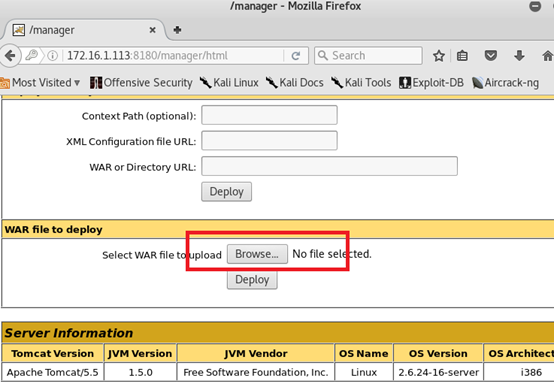 /manager - Mozilla Firefox
/manager
172.16.1.113:8180/manager/html
Search
Most Visited Offensive Security Kali Linux Kali Docs Kali Tools Exploit-DB Aircrack-ng
Context Path (optional):
XML Configuration file URL:
WAR or Directory URL:
Deploy
WAR file to deploy
Select WAR file to upload Browse... No file selected.
Deploy
Server Information
Tomcat Version JVM Version JVM Vendor OS Name OS Version OS Architect
Apache Tomcat/5.5 1.5.0 Free Software Foundation, Inc. Linux 2.6.24-16-server i386